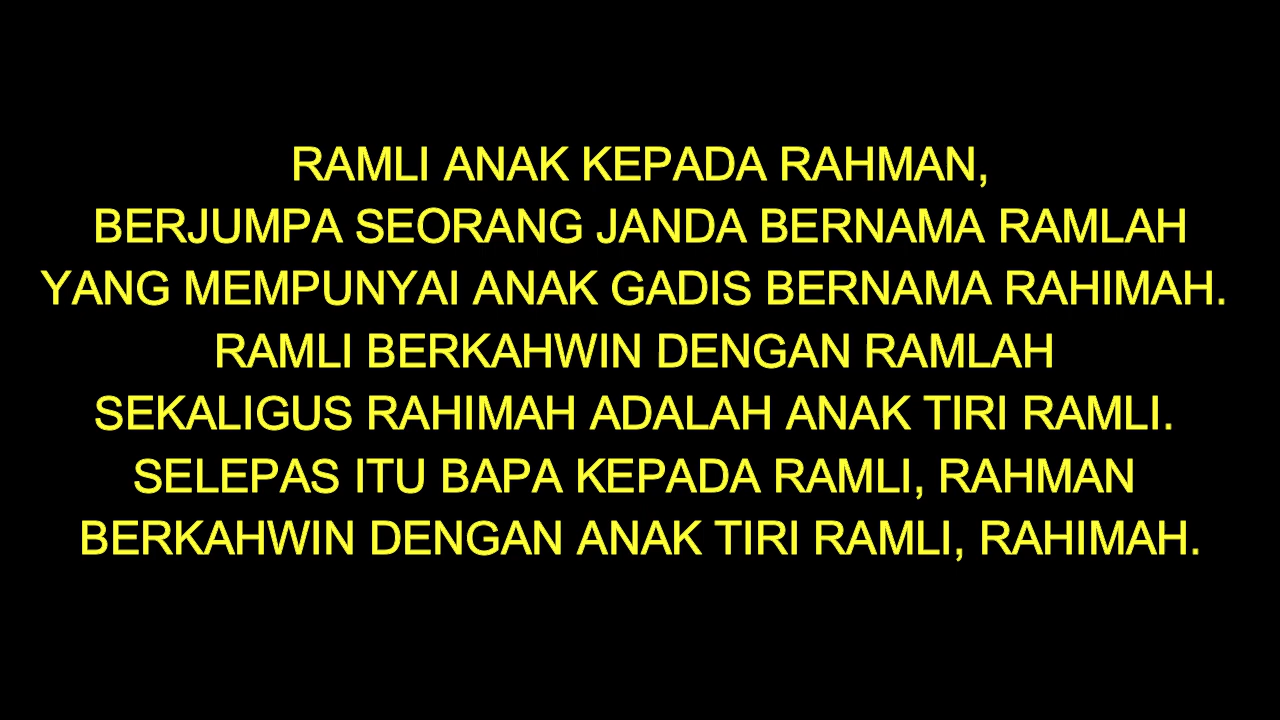 RAMLI ANAK KEPADA RAHMAN,
BERJUMPA SEORANG JANDA BERNAMA RAMLAH
YANG MEMPUNYAI ANAK GADIS BERNAMA RAHIMAH.
RAMLI BERKAHWIN DENGAN RAMLAH
SEKALIGUS RAHIMAH ADALAH ANAK TIRI RAMLI.
SELEPAS ITU BAPA KEPADA RAMLI, RAHMAN
BERKAHWIN DENGAN ANAK TIRI RAMLI, RAHIMAH.